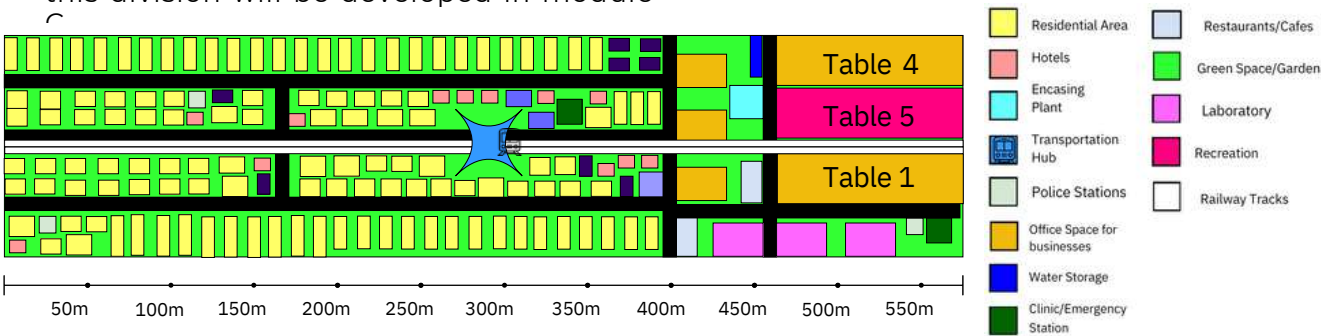 this division will be developed in module
Table 4
Table 5
Table 1
50m 100m 150m 200m 250m 300m 350m 400m 450m 500m 550m
Residential Area
Hotels
Encasing
Plant
Transportation
Hub
Police Stations
Office Space for
businesses
Water Storage
Clinic/Emergency
Station
Restaurants/Cafes
Green Space/Garden
Laboratory
Recreation
Railway Tracks